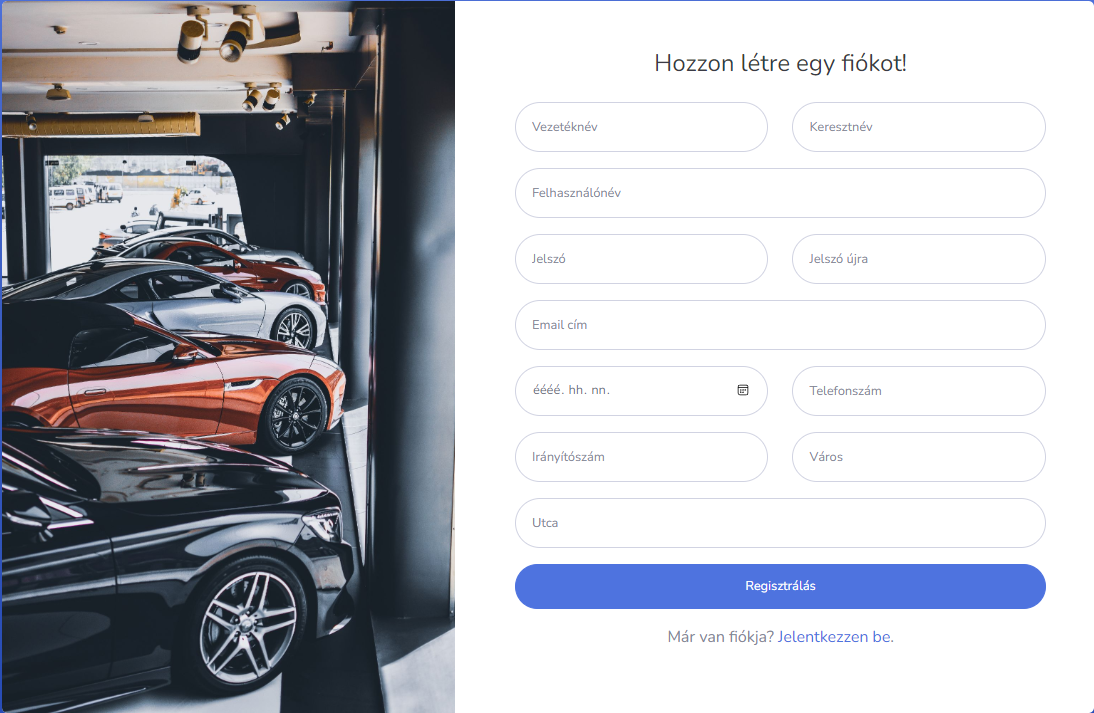 Hozzon létre egy fiókot!
Vezetéknév
Keresztnév
Felhasználónév
Jelszó
Jelszó újra
Email cím
éééé. hh. nn.
Telefonszám
Irányítószám
Város
Utca
Regisztrálás
Már van fiókja? Jelentkezzen be.